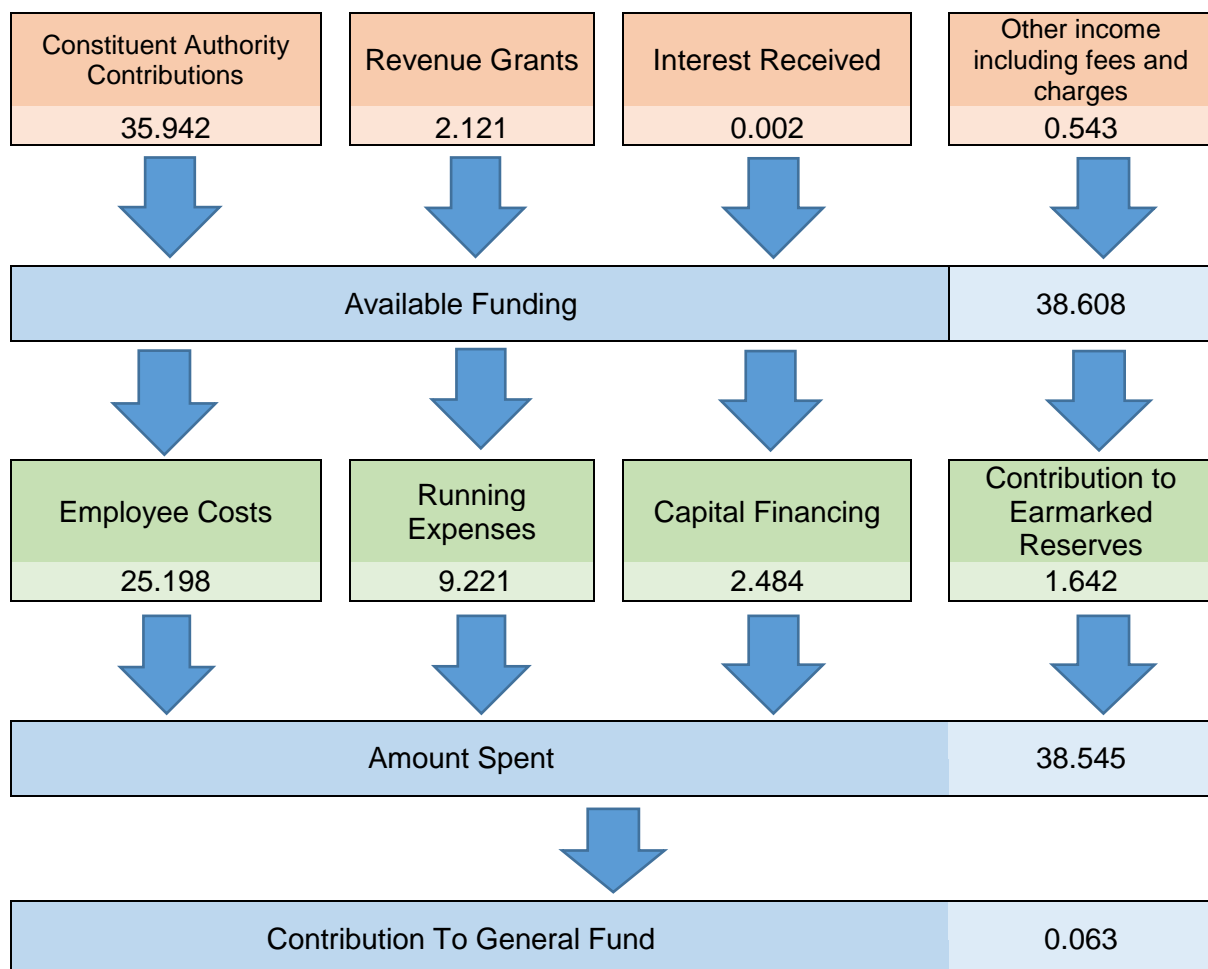 Constituent Authority
Contributions
35.942
Revenue Grants
2.121
Interest Received
0.002
Other income
including fees and
charges
0.543
Available Funding
38.608
Employee Costs
25.198
Running
Expenses
9.221
Capital Financing
2.484
Contribution to
Earmarked
Reserves
1.642
Amount Spent
38.545
Contribution To General Fund
0.063